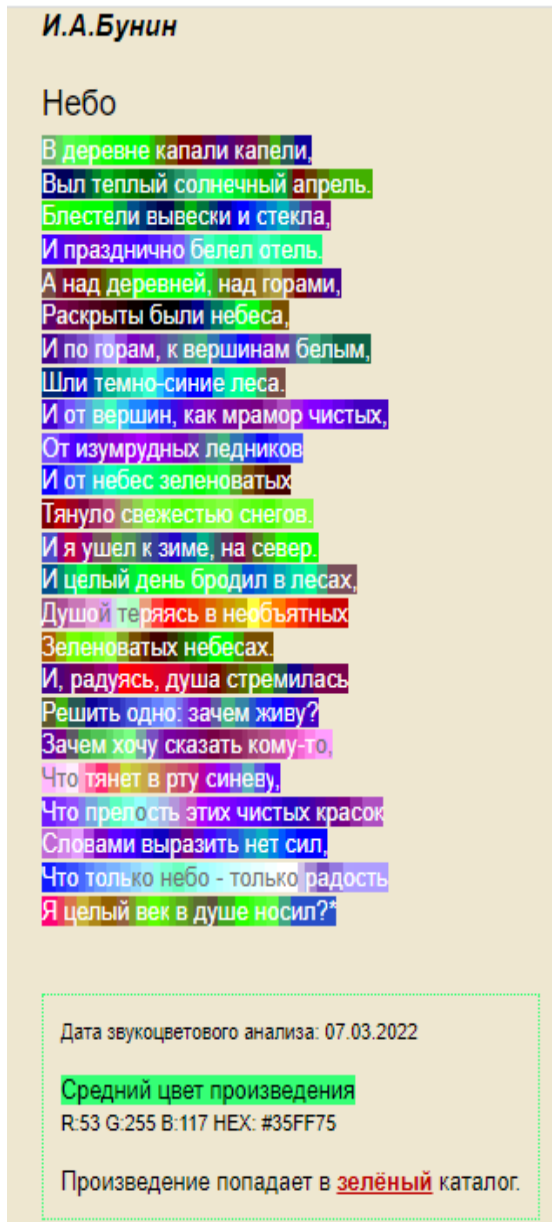 И.А.Бунин
Небо
В деревне капали капели,
Был теплый солнечный апрель.
Блестели вывески и стекла,
И празднично белел отель.
А над деревней, над горами,
Раскрыты были небеса,
И по горам, к вершинам белым,
Шли темно-синие леса.
И от вершин, как мрамор чистых,
От изумрудных ледников
И от небес зеленоватых
Тянуло свежестью снегов.
И я ушел к зиме, на север.
И целый день бродил в лесах,
Душой теряясь в необъятных
Зеленоватых небесах.
И, радуясь, душа стремилась
Решить одно: зачем живу?
Зачем хочу сказать кому-то,
Что тянет в рту синеву,
Что прелость этих чистых красок
Словами выразить нет сил,
Что только небо - только радость
Я целый век в душе носил?*
Дата звукоцветового анализа: 07.03.2022
Средний цвет произведения
R:53 G:255 B:117 HEX: #35FF75
Произведение попадает в зелёный каталог.